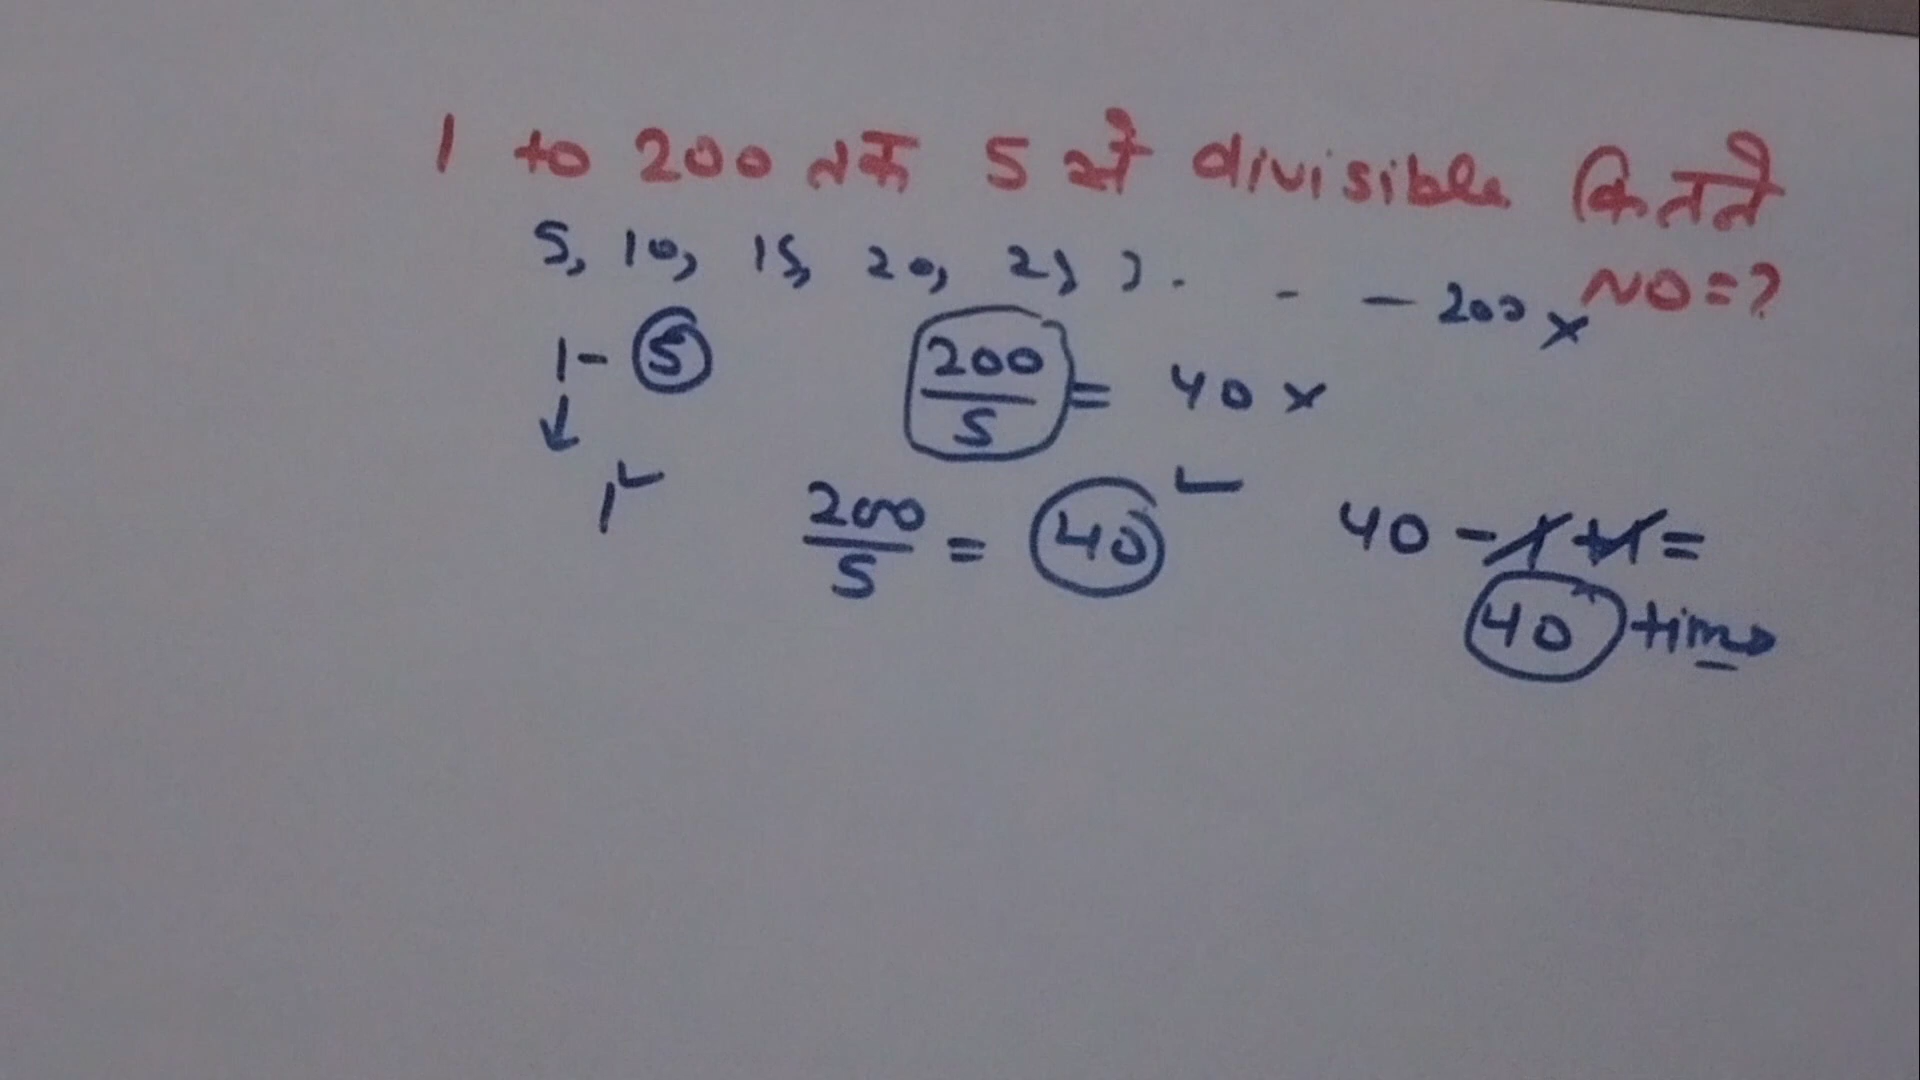 1 to 200 तक 5 से divisible कितने
NO = ?
5, 10, 15, 20, 25, . - - 200 x
1 - 5
200/5 = 40 x
↓
1
200/5 = 40
40 - 1 + 1 =
40 times